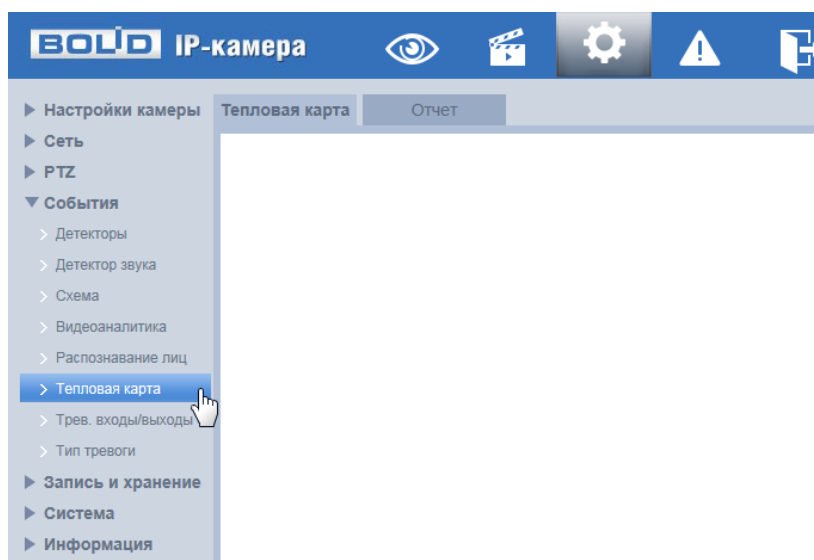 BOLID IP-камера
Тепловая карта Отчет
Настройки камеры
Сеть
PTZ
События
Детекторы
Детектор звука
Схема
Видеоаналитика
Распознавание лиц
Тепловая карта
Трев. входы/выходы
Тип тревоги
Запись и хранение
Система
Информация